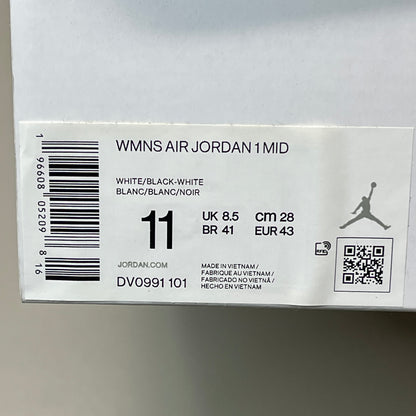 WMNS AIR JORDAN 1 MID
WHITE/BLACK-WHITE
BLANC/BLANC/NOIR
11
UK 8.5 cm 28
BR 41 EUR 43
JORDAN.COM
DV0991 101
MADE IN VIETNAM/
FABRIQUE AU VIETNAM/
FABRICADO NO VIETNÃ/
HECHO EN VIETNAM
RFID
1 96608 05209 8 16